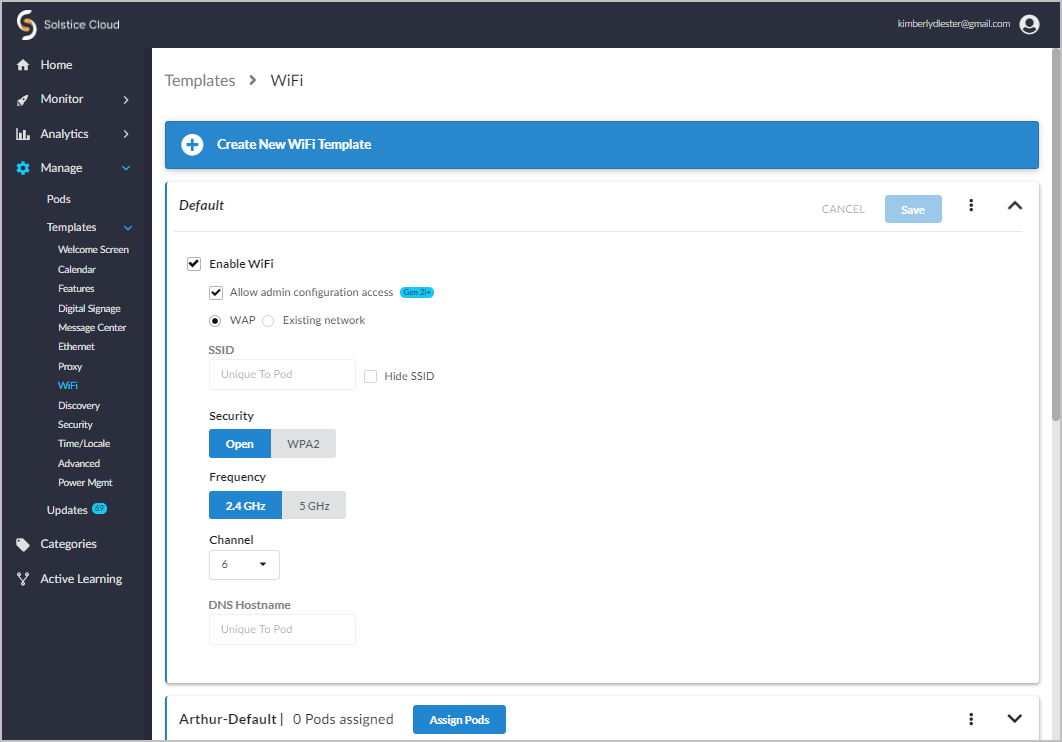 Solstice Cloud
kimberlydlester@gmail.com
Home
Monitor
Analytics
Manage
Pods
Templates
Welcome Screen
Calendar
Features
Digital Signage
Message Center
Ethernet
Proxy
WiFi
Discovery
Security
Time/Locale
Advanced
Power Mgmt
Updates 69
Categories
Active Learning
Templates > WiFi
Create New WiFi Template
Default
CANCEL Save
Enable WiFi
Allow admin configuration access Gen 2i+
WAP Existing network
SSID
Unique To Pod Hide SSID
Security
Open WPA2
Frequency
2.4 GHz 5 GHz
Channel
6
DNS Hostname
Unique To Pod
Arthur-Default | 0 Pods assigned Assign Pods